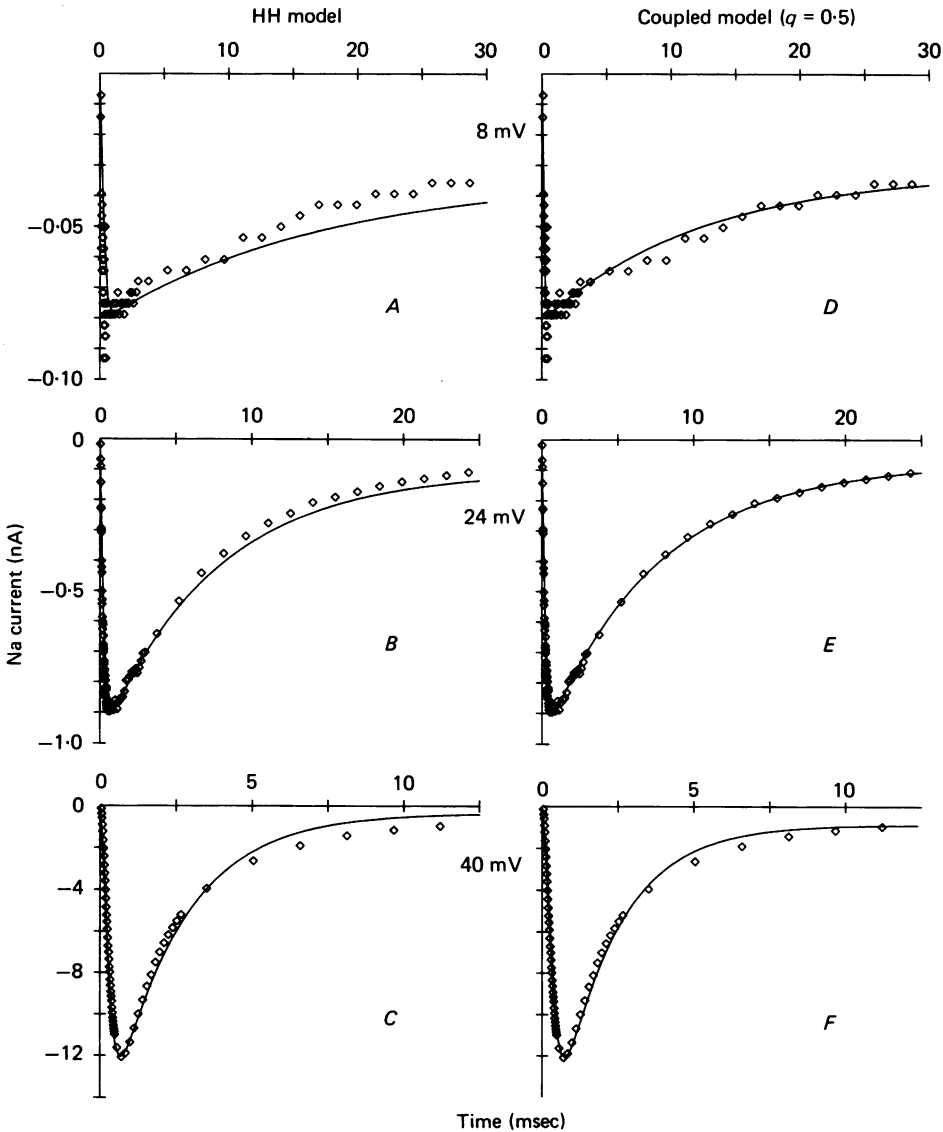 HH model
Coupled model (q = 0·5)
0 10 20 30
0 10 20 30
8 mV
−0·05
A
D
−0·10
0 10 20
0 10 20
0
24 mV
−0·5
B
E
−1·0
Na current (nA)
0 5 10
0 5 10
0
40 mV
−4
−8
C
F
−12
Time (msec)